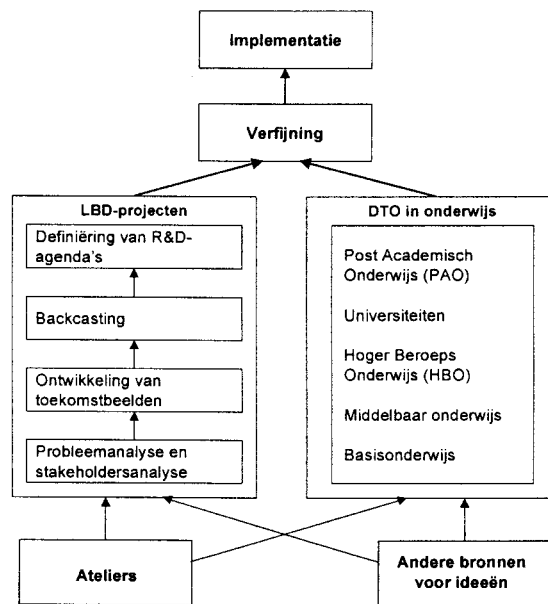 Implementatie
Verfijning
LBD-projecten
Definiëring van R&D-
agenda's
Backcasting
Ontwikkeling van
toekomstbeelden
Probleemanalyse en
stakeholdersanalyse
DTO in onderwijs
Post Academisch
Onderwijs (PAO)
Universiteiten
Hoger Beroeps
Onderwijs (HBO)
Middelbaar onderwijs
Basisonderwijs
Ateliers
Andere bronnen
voor ideeën